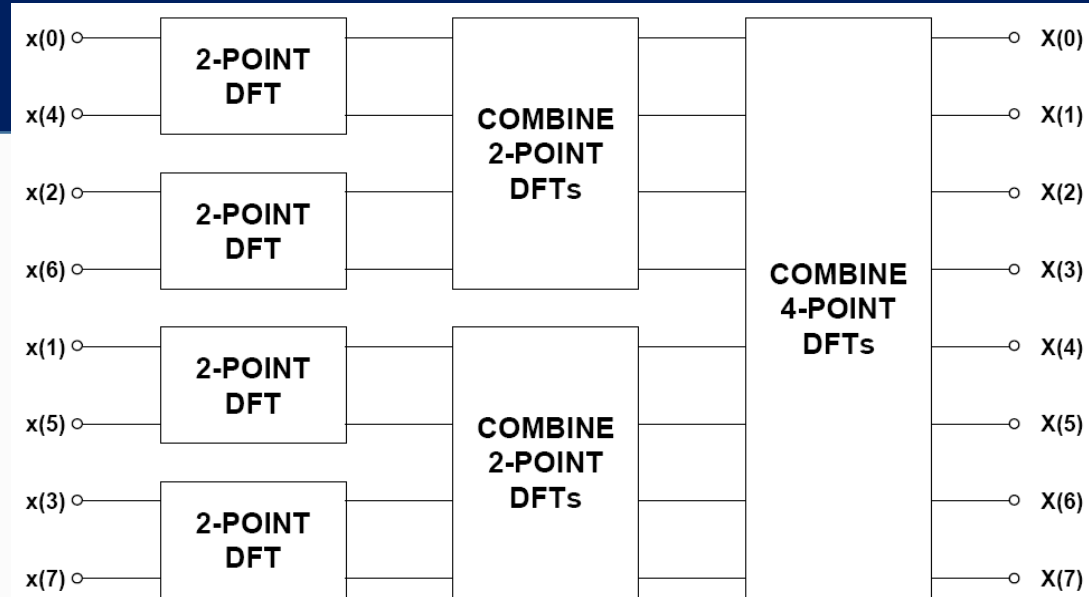 x(0)
x(4)
x(2)
x(6)
x(1)
x(5)
x(3)
x(7)
2-POINT
DFT
2-POINT
DFT
2-POINT
DFT
2-POINT
DFT
COMBINE
2-POINT
DFTs
COMBINE
2-POINT
DFTs
COMBINE
4-POINT
DFTs
X(0)
X(1)
X(2)
X(3)
X(4)
X(5)
X(6)
X(7)